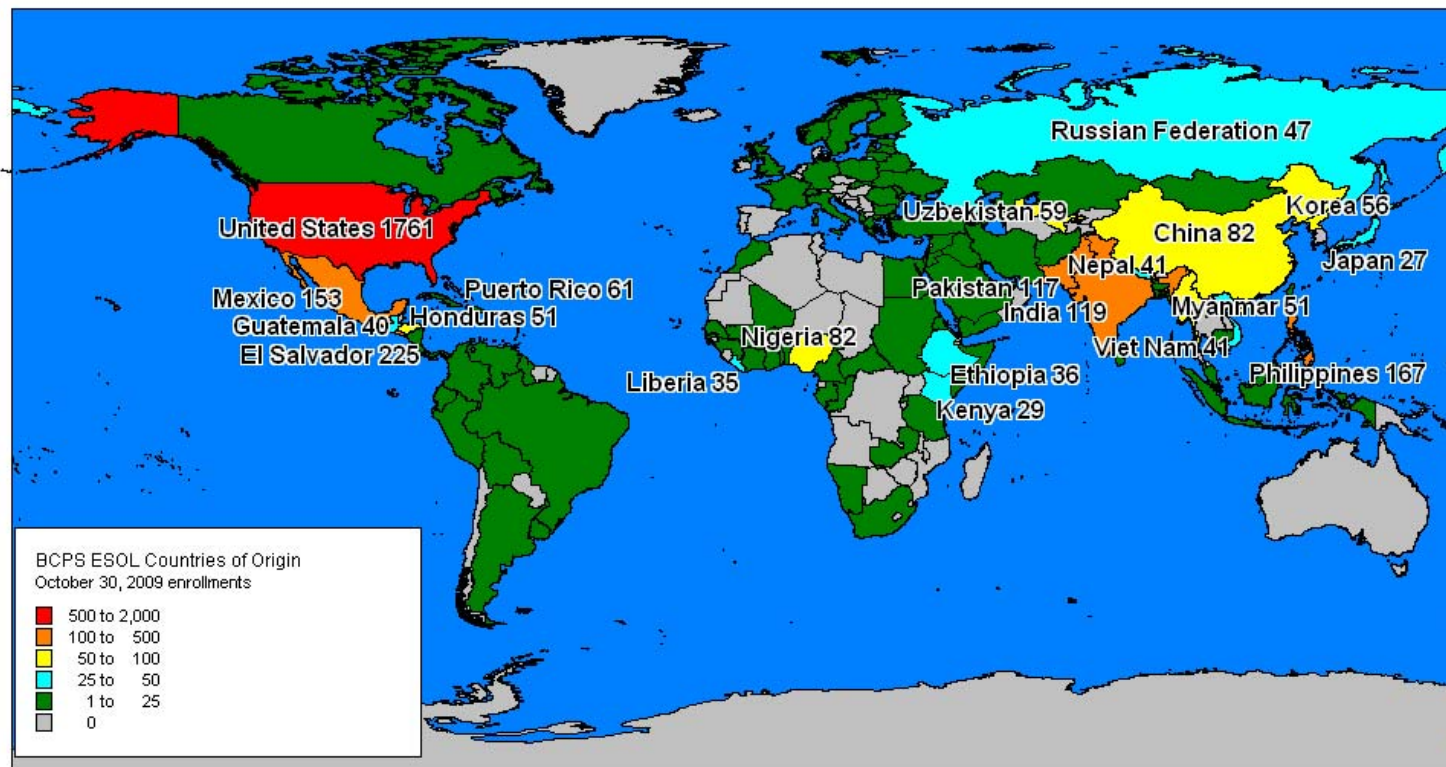 Russian Federation 47
Korea 56
Uzbekistan 59
United States 1761
China 82
Japan 27
Nepal 41
Puerto Rico 61
Pakistan 117
Mexico 153
India 119
Myanmar 51
Honduras 51
Guatemala 40
Nigeria 82
Viet Nam 41
El Salvador 225
Liberia 35
Ethiopia 36
Philippines 167
Kenya 29
BCPS ESOL Countries of Origin
October 30, 2009 enrollments
500 to 2,000
100 to 500
50 to 100
25 to 50
1 to 25
0